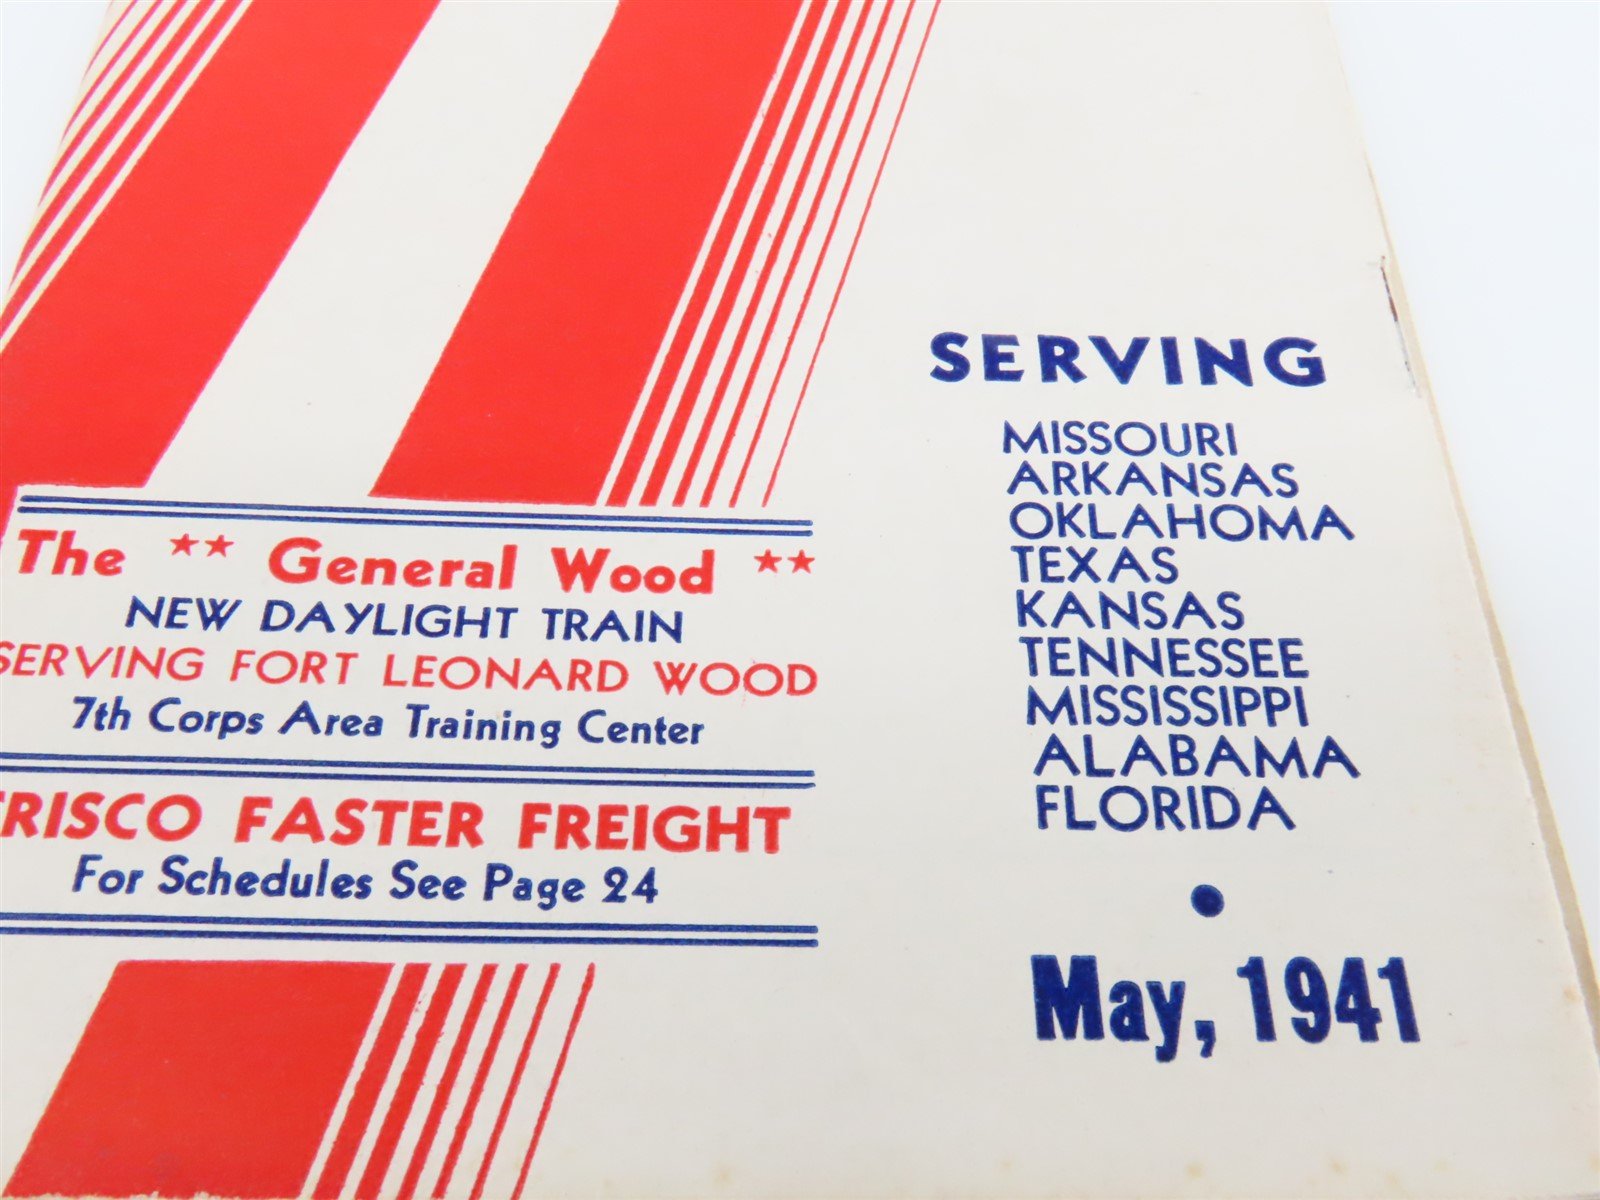 The ** General Wood **
NEW DAYLIGHT TRAIN
SERVING FORT LEONARD WOOD
7th Corps Area Training Center
FRISCO FASTER FREIGHT
For Schedules See Page 24
SERVING
MISSOURI
ARKANSAS
OKLAHOMA
TEXAS
KANSAS
TENNESSEE
MISSISSIPPI
ALABAMA
FLORIDA
•
May, 1941